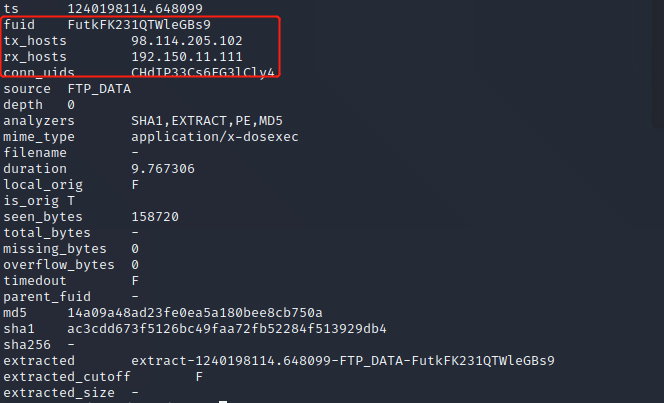 ts 1240198114.648099
fuid FutkFK231QTWleGBs9
tx_hosts 98.114.205.102
rx_hosts 192.150.11.111
conn_uids CHdIP33Cs6FG3lCly4
source FTP_DATA
depth 0
analyzers SHA1,EXTRACT,PE,MD5
mime_type application/x-dosexec
filename -
duration 9.767306
local_orig F
is_orig T
seen_bytes 158720
total_bytes -
missing_bytes 0
overflow_bytes 0
timedout F
parent_fuid -
md5 14a09a48ad23fe0ea5a180bee8cb750a
sha1 ac3cdd673f5126bc49faa72fb52284f513929db4
sha256 -
extracted extract-1240198114.648099-FTP_DATA-FutkFK231QTWleGBs9
extracted_cutoff F
extracted_size -